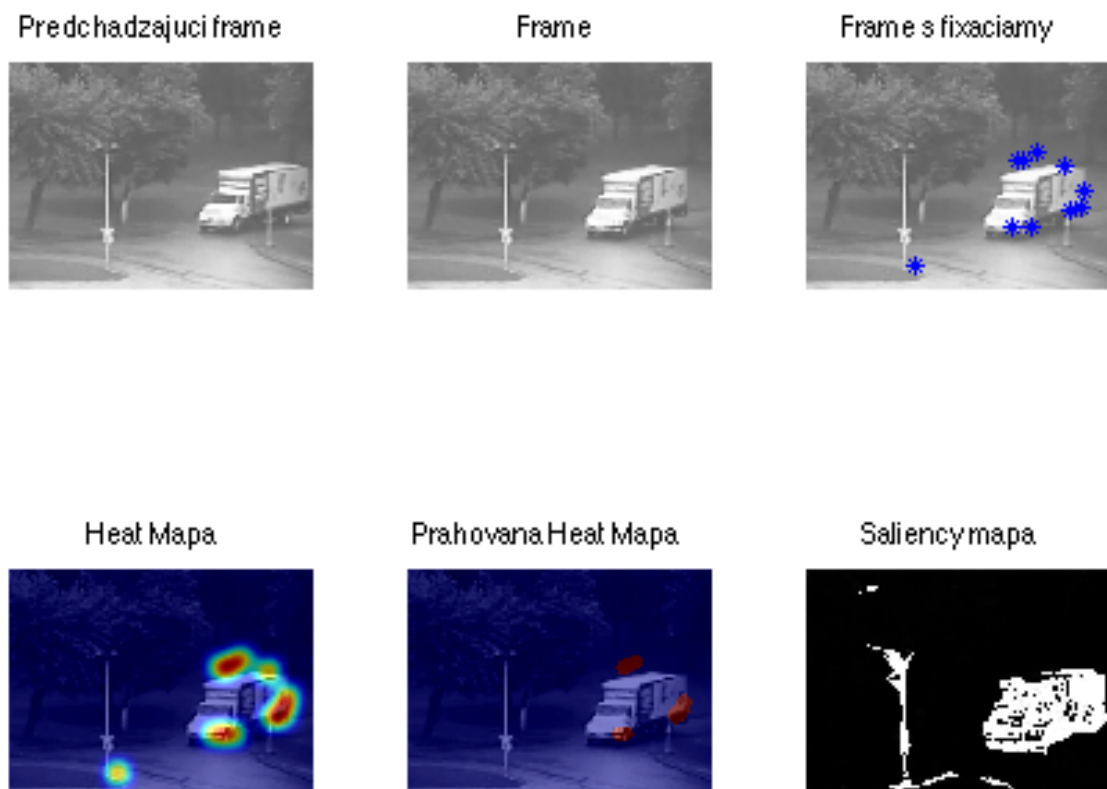 Predchadzajuci frame
Frame
Frame s fixaciamy
Heat Mapa
Prahovana Heat Mapa
Saliency mapa